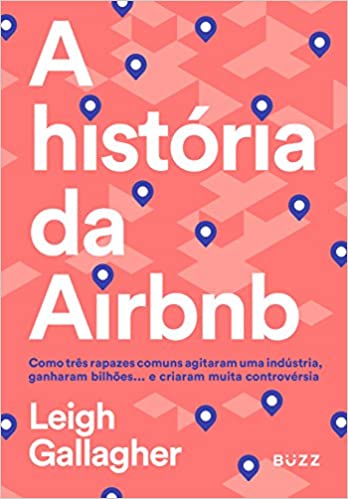 A
história
da
Airbnb
Como três rapazes comuns agitaram uma indústria,
ganharam bilhões... e criaram muita controvérsia
Leigh
Gallagher
BUZZ